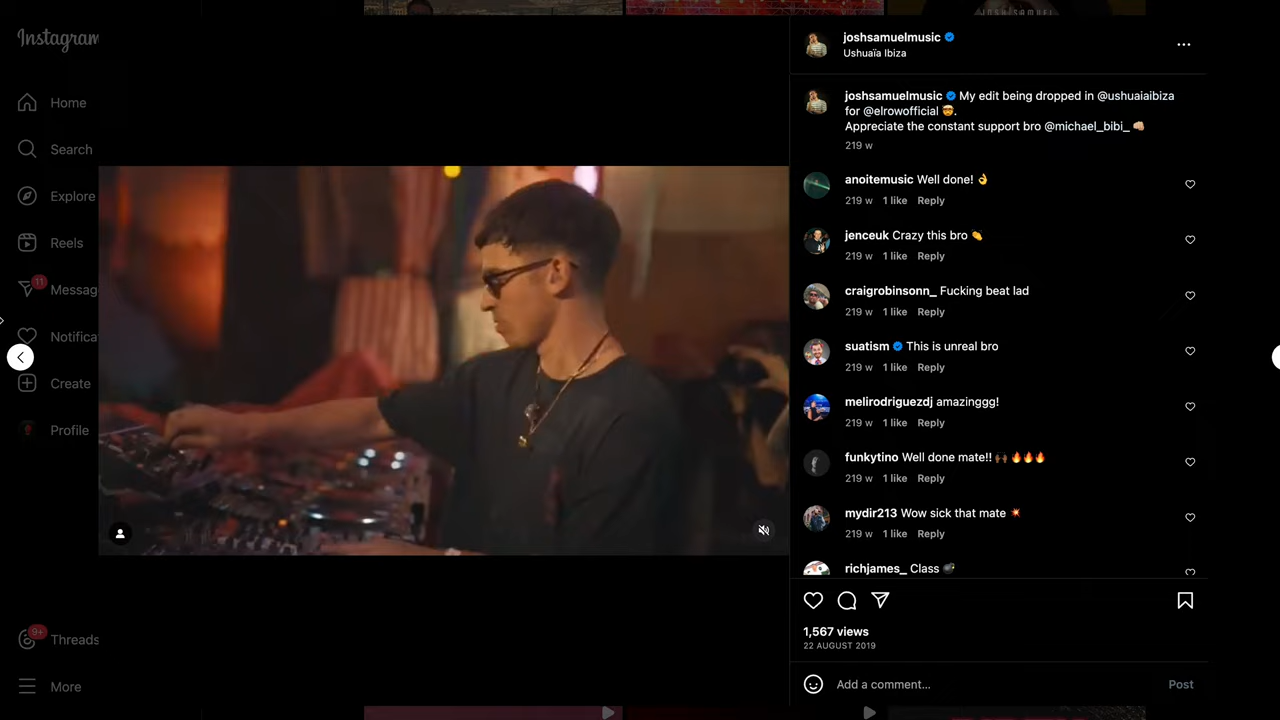 JOSH SAMUEL
Instagram
Home
Search
Explore
Reels
11
Messag
Notifica
Create
Profile
9+
Threads
More
joshsamuelmusic
Ushuaïa Ibiza
joshsamuelmusic My edit being dropped in @ushuaiaibiza
for @elrowofficial 🤯.
Appreciate the constant support bro @michael_bibi_ 👊🏼
219 w
anoitemusic Well done! 👌
219 w 1 like Reply
jenceuk Crazy this bro 👏
219 w 1 like Reply
craigrobinsonn_ Fucking beat lad
219 w 1 like Reply
suatism This is unreal bro
219 w 1 like Reply
melirodriguezdj amazinggg!
219 w 1 like Reply
funkytino Well done mate!! 🙌🏾 🔥🔥🔥
219 w 1 like Reply
mydir213 Wow sick that mate 💥
219 w 1 like Reply
richjames_ Class 💣
1,567 views
22 AUGUST 2019
Add a comment...
Post